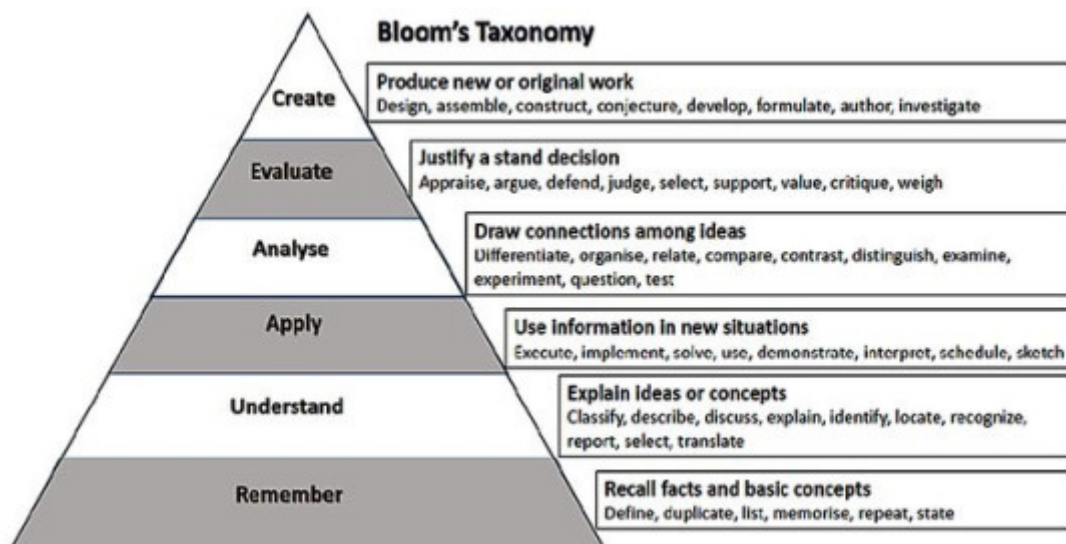 Bloom's Taxonomy
Create
Produce new or original work
Design, assemble, construct, conjecture, develop, formulate, author, investigate
Evaluate
Justify a stand decision
Appraise, argue, defend, judge, select, support, value, critique, weigh
Analyse
Draw connections among ideas
Differentiate, organise, relate, compare, contrast, distinguish, examine,
experiment, question, test
Apply
Use information in new situations
Execute, implement, solve, use, demonstrate, interpret, schedule, sketch
Understand
Explain ideas or concepts
Classify, describe, discuss, explain, identify, locate, recognize,
report, select, translate
Remember
Recall facts and basic concepts
Define, duplicate, list, memorise, repeat, state